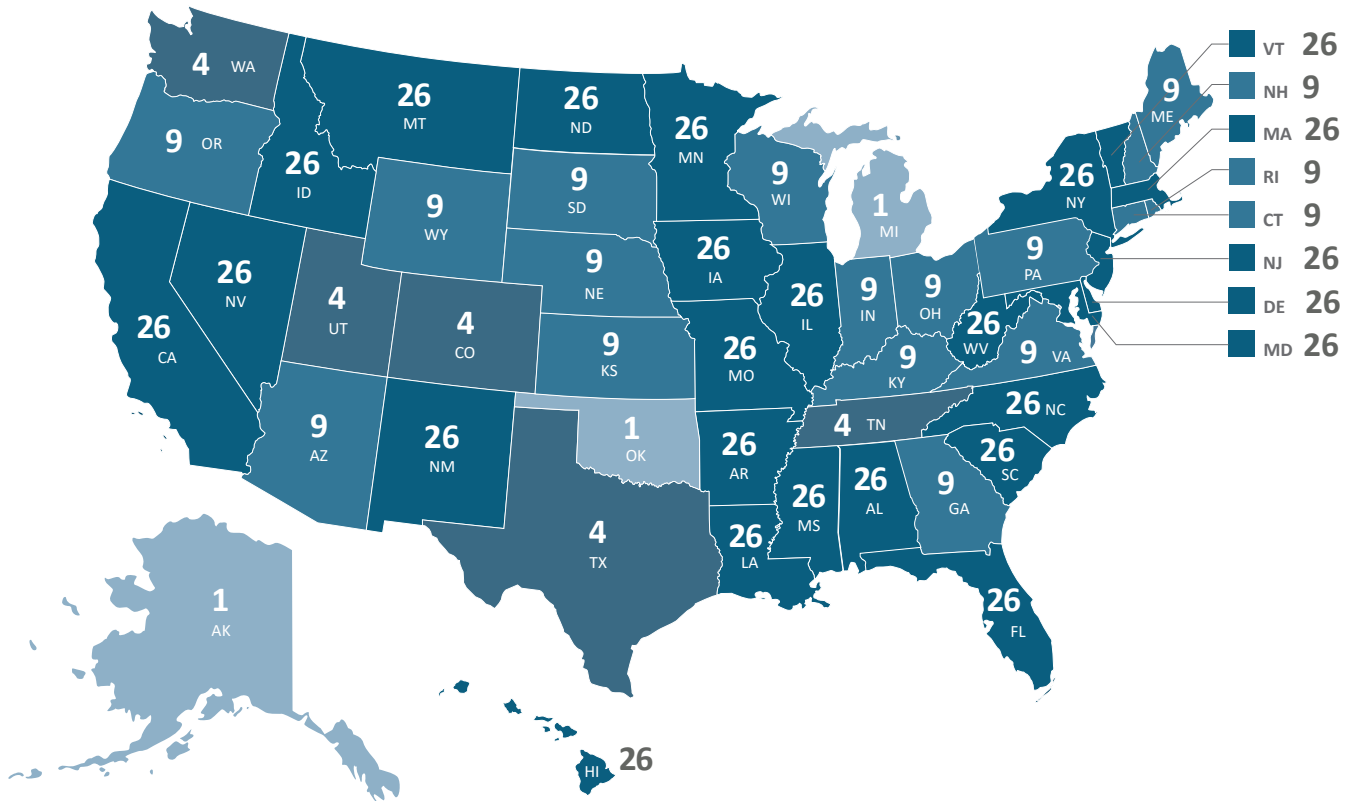 4 WA
9 OR
26
CA
26
NV
26
ID
26
MT
9
WY
4
UT
4
CO
9
AZ
26
NM
26
ND
9
SD
9
NE
9
KS
1
OK
4
TX
26
MN
26
IA
26
MO
26
AR
26
LA
9
WI
26
IL
1
MI
9
IN
9
OH
9
KY
4 TN
26
MS
26
AL
9
GA
26
FL
26
SC
26 NC
9 VA
26
WV
9
PA
26
NY
9
ME
VT 26
NH 9
MA 26
RI 9
CT 9
NJ 26
DE 26
MD 26
1
AK
HI 26